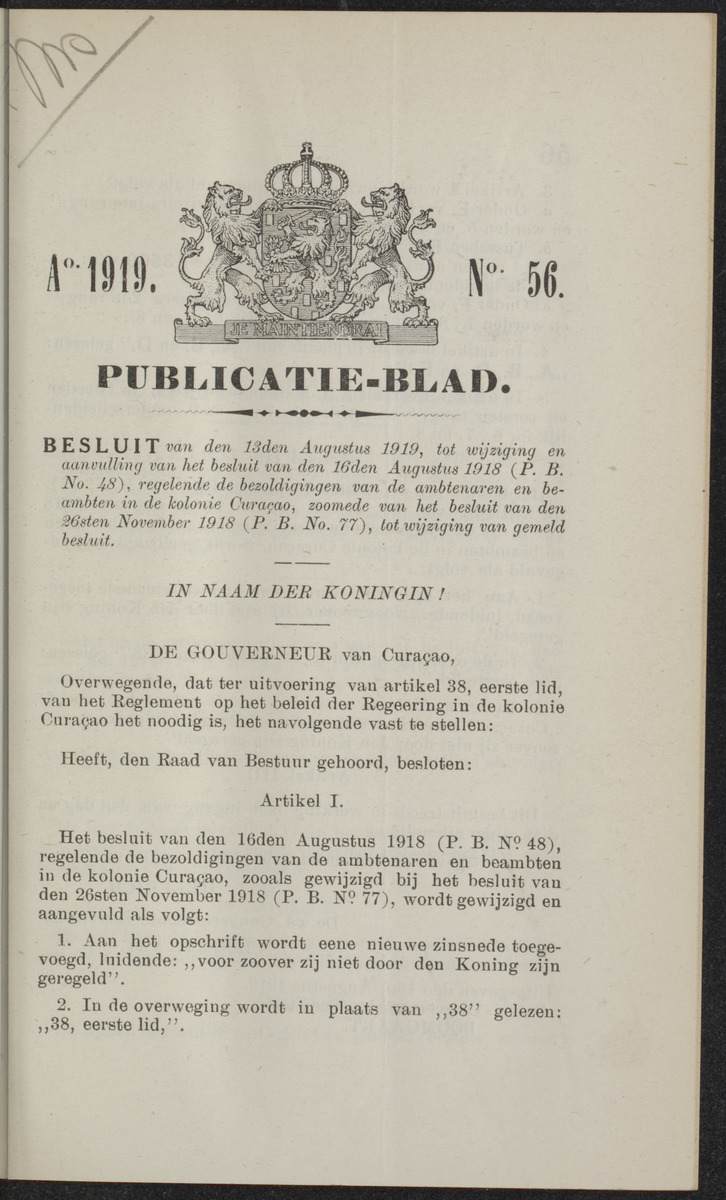 Aº. 1919.
Nº. 56.
JE MAINTIENDRAI
PUBLICATIE-BLAD.
BESLUIT van den 13den Augustus 1919, tot wijziging en
aanvulling van het besluit van den 16den Augustus 1918 (P. B.
No. 48), regelende de bezoldigingen van de ambtenaren en be-
ambten in de kolonie Curaçao, zoomede van het besluit van den
26sten November 1918 (P. B. No. 77), tot wijziging van gemeld
besluit.
IN NAAM DER KONINGIN!
DE GOUVERNEUR van Curaçao,
Overwegende, dat ter uitvoering van artikel 38, eerste lid,
van het Reglement op het beleid der Regeering in de kolonie
Curaçao het noodig is, het navolgende vast te stellen:
Heeft, den Raad van Bestuur gehoord, besloten:
Artikel I.
Het besluit van den 16den Augustus 1918 (P. B. Nº 48),
regelende de bezoldigingen van de ambtenaren en beambten
in de kolonie Curaçao, zooals gewijzigd bij het besluit van
den 26sten November 1918 (P. B. Nº 77), wordt gewijzigd en
aangevuld als volgt:
1. Aan het opschrift wordt eene nieuwe zinsnede toege-
voegd, luidende: ,,voor zoover zij niet door den Koning zijn
geregeld''.
2. In de overweging wordt in plaats van ,,38'' gelezen:
,,38, eerste lid,''.